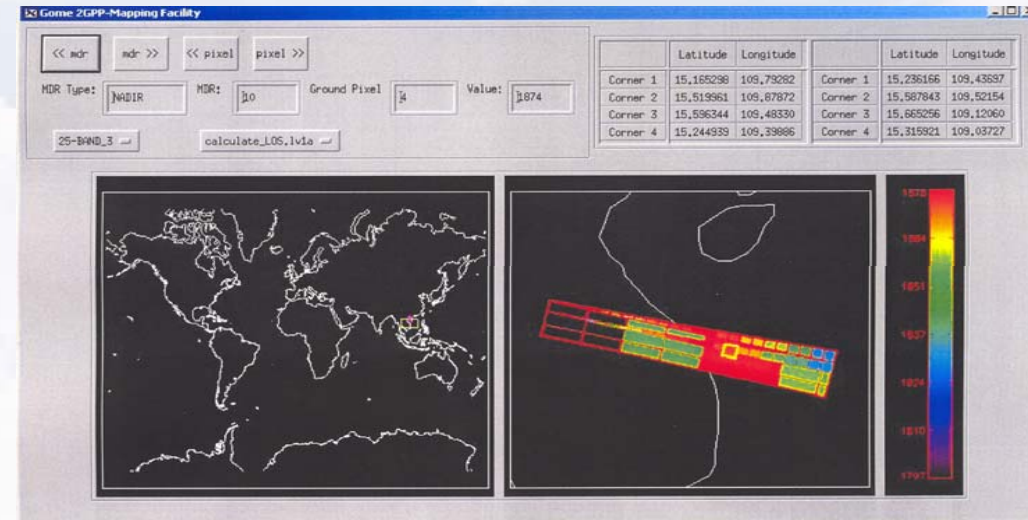 Gome 2GPP-Mapping Facility
<< mdr mdr >> << pixel pixel >>
MDR Type: NADIR MDR: 10 Ground Pixel 4 Value: 1874
25-BAND_3 calculate_LOS.lv1a
Latitude Longitude Latitude Longitude
Corner 1 15.165298 109.79282 Corner 1 15.236166 109.43697
Corner 2 15.519961 109.87872 Corner 2 15.587843 109.52154
Corner 3 15.596344 109.48330 Corner 3 15.665256 109.12060
Corner 4 15.244939 109.39886 Corner 4 15.315921 109.03727